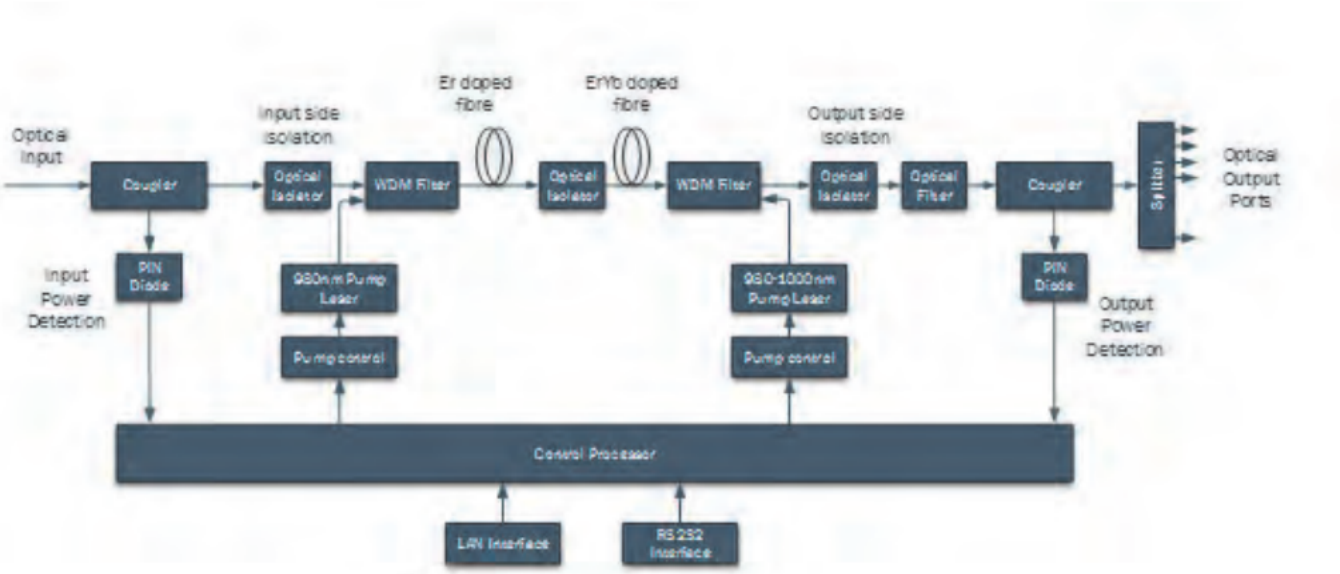 Er doped
fibre
ErYb doped
fibre
Input side
isolation
Output side
isolation
Optical
Input
Coupler
Optical
Isolator
WDM Filter
Optical
Isolator
WDM Filter
Optical
Isolator
Optical
Filter
Coupler
Splitter
Optical
Output
Ports
PIN
Diode
Input
Power
Detection
980nm Pump
Laser
980-1000nm
Pump Laser
PIN
Diode
Output
Power
Detection
Pump control
Pump control
Control Processor
LAN Interface
RS232
Interface